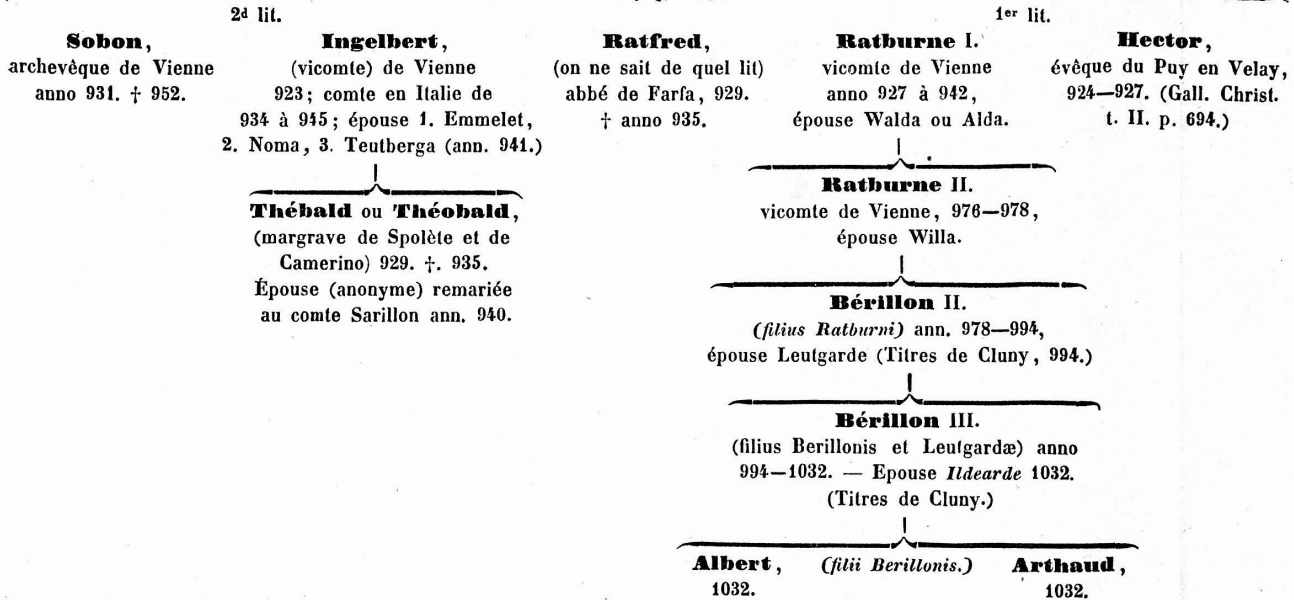 2d lit.
1er lit.
Sobon,
archevêque de Vienne
anno 931. † 952.
Ingelbert,
(vicomte) de Vienne
923; comte en Italie de
934 à 945; épouse 1. Emmelet,
2. Noma, 3. Teutberga (ann. 941.)
Ratfred,
(on ne sait de quel lit)
abbé de Farfa, 929.
† anno 935.
Ratburne I.
vicomte de Vienne
anno 927 à 942,
épouse Walda ou Alda.
Hector,
évêque du Puy en Velay,
924—927. (Gall. Christ.
t. II. p. 694.)
Thébald ou Théobald,
(margrave de Spolète et de
Camerino) 929. †. 935.
Épouse (anonyme) remariée
au comte Sarillon ann. 940.
Ratburne II.
vicomte de Vienne, 976—978,
épouse Willa.
Bérillon II.
(filius Ratburni) ann. 978—994,
épouse Leutgarde (Titres de Cluny, 994.)
Bérillon III.
(filius Berillonis et Leutgardæ) anno
994—1032. — Epouse Ildearde 1032.
(Titres de Cluny.)
Albert, (filii Berillonis.) Arthaud,
1032. 1032.